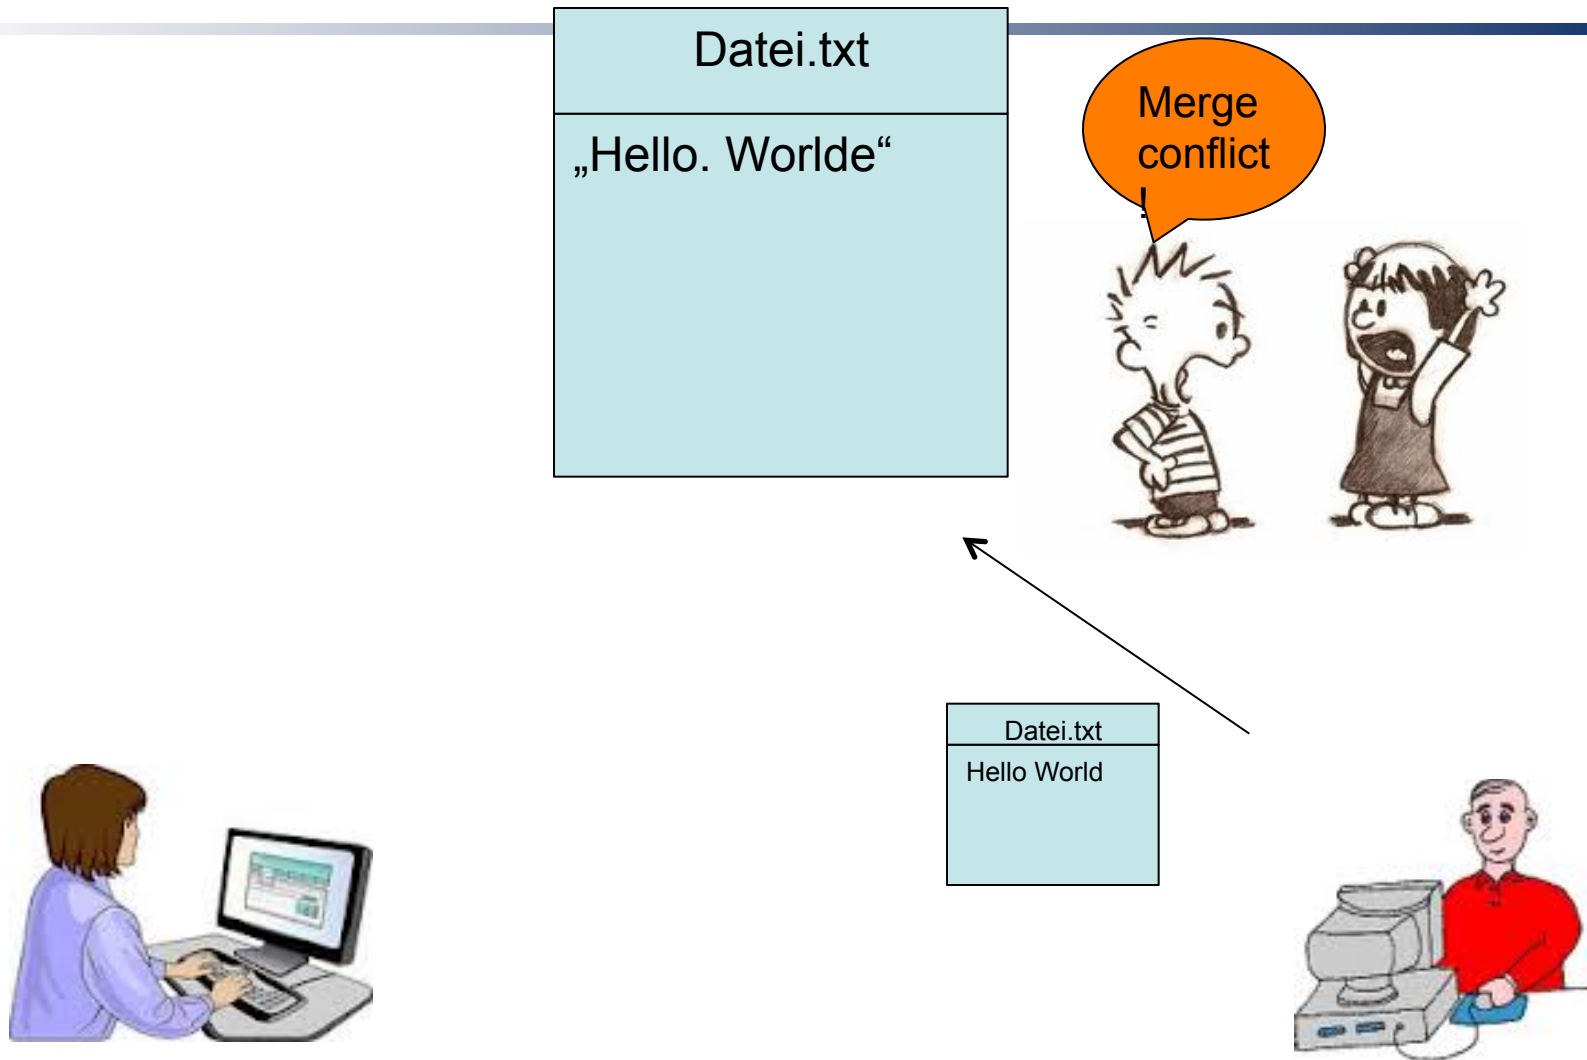 Datei.txt
„Hello. Worlde“
Merge
conflict
!
Datei.txt
Hello World